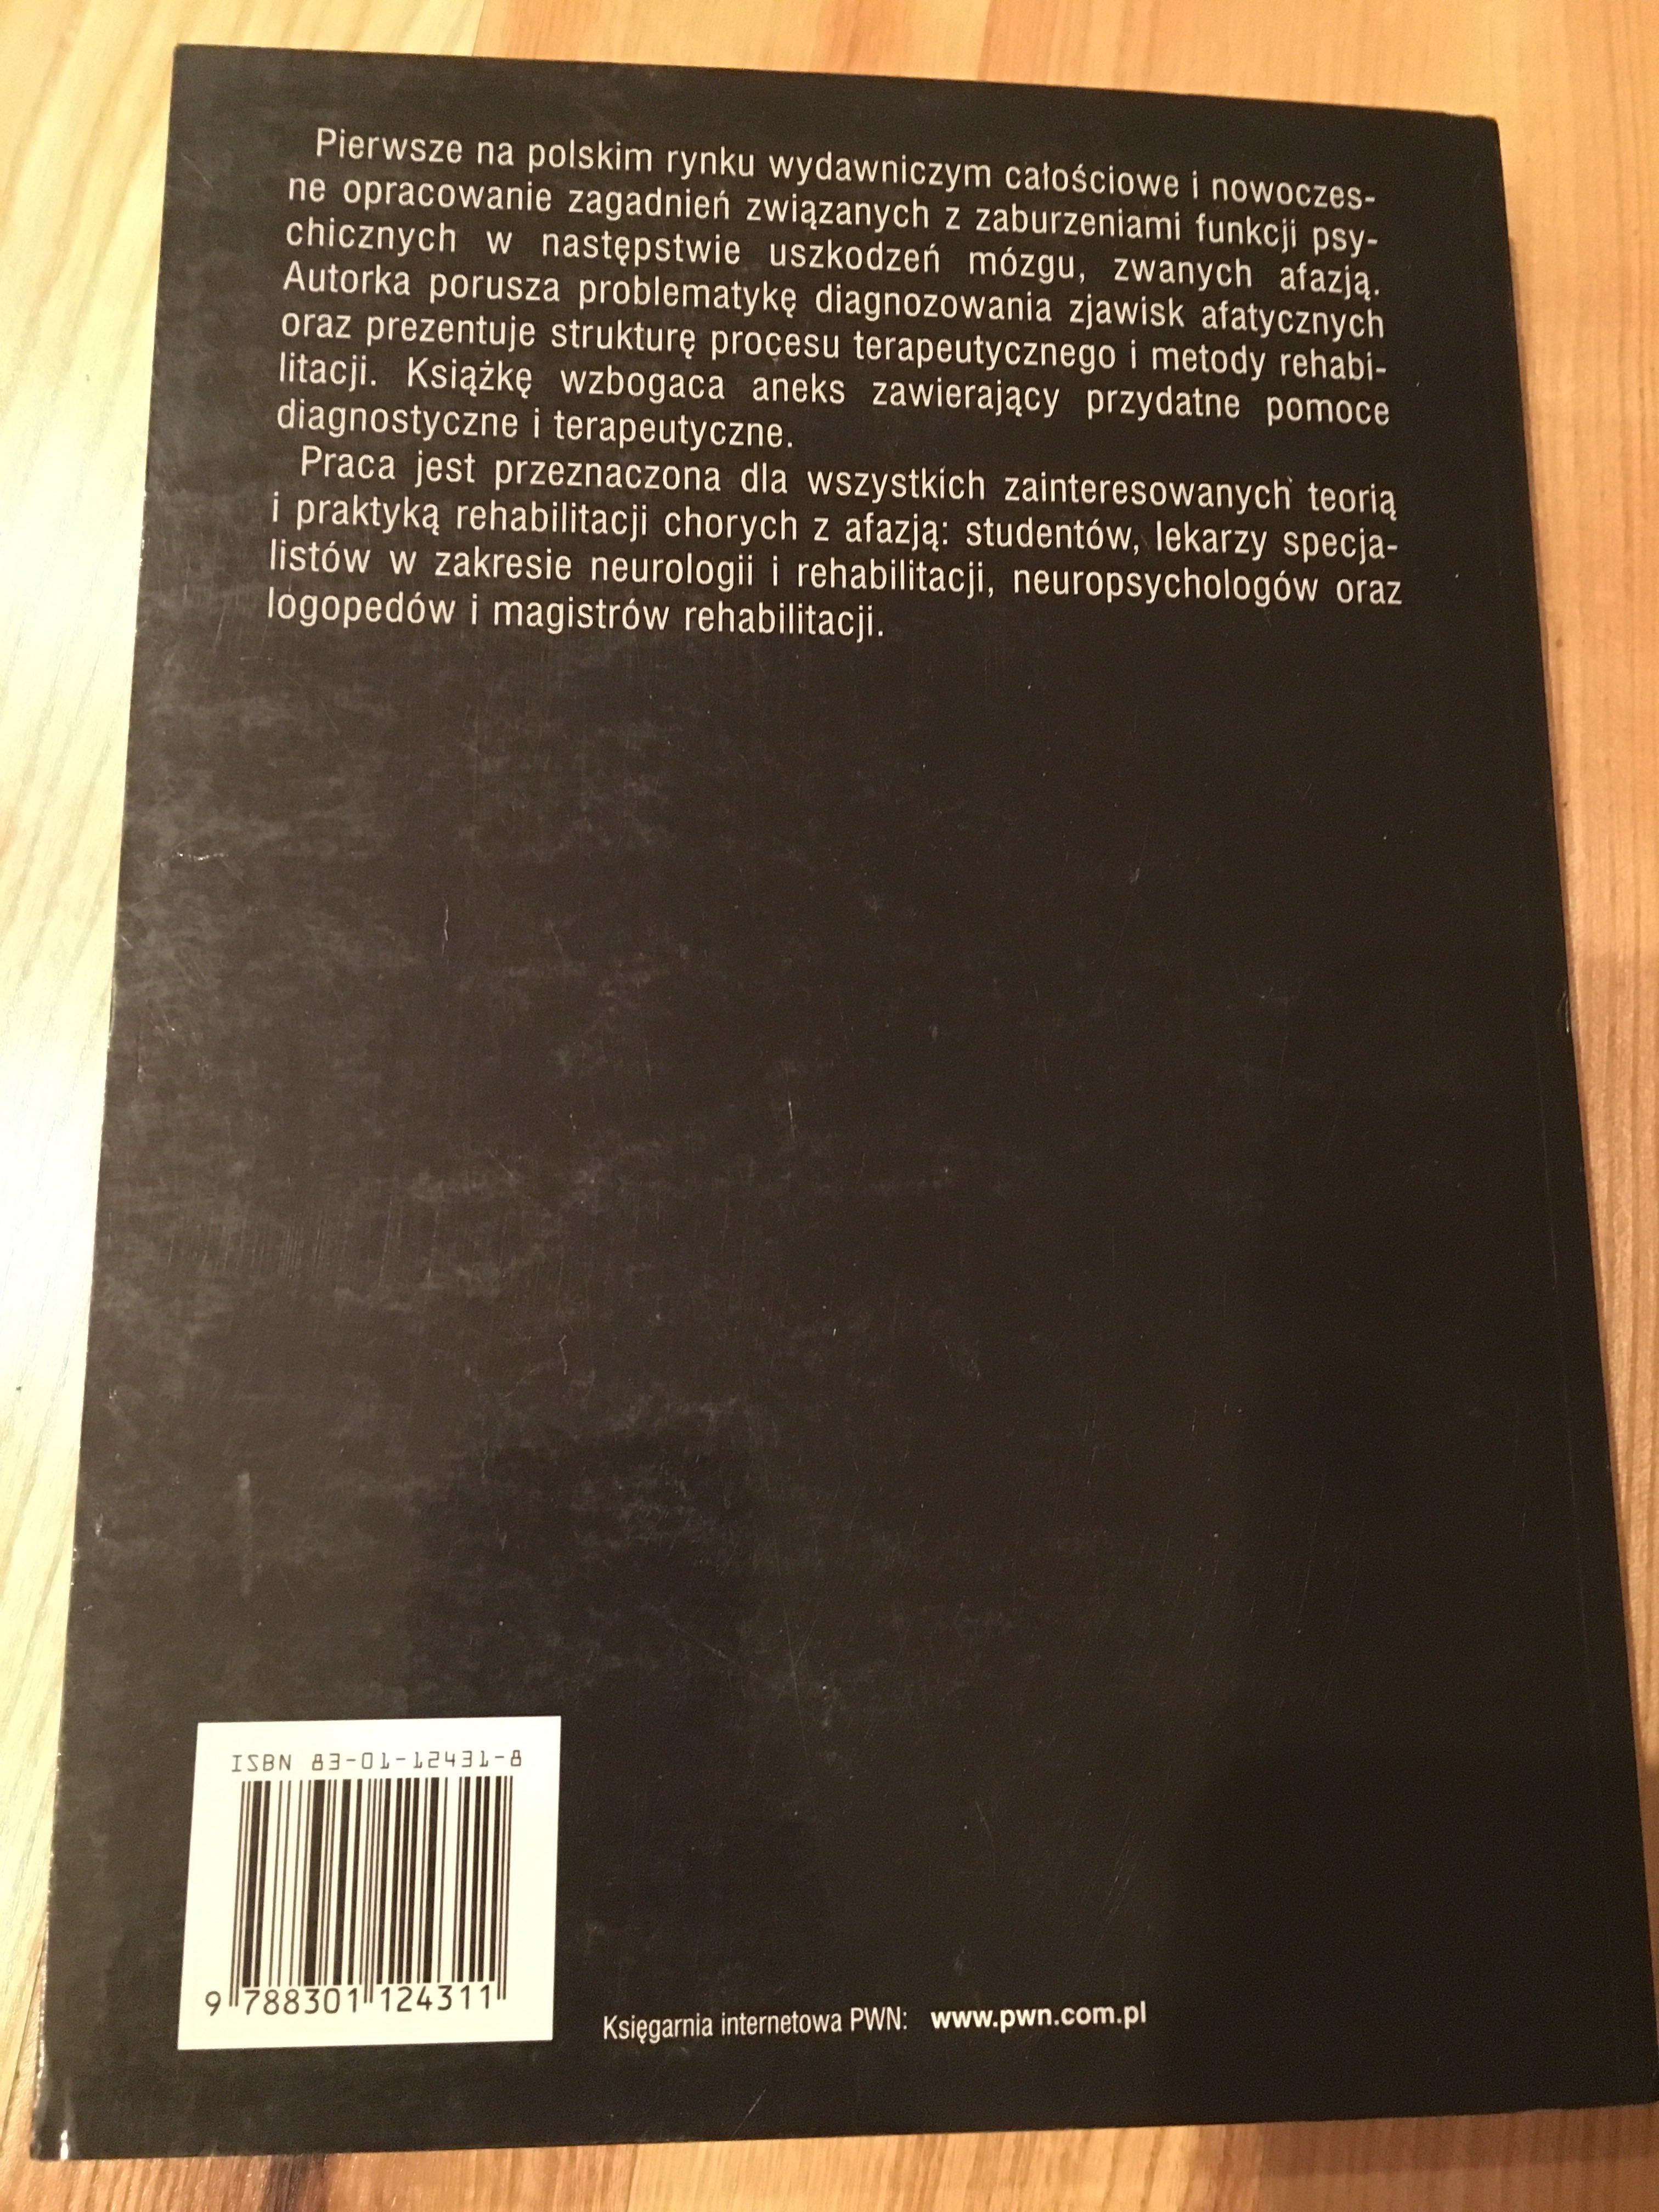 Pierwsze na polskim rynku wydawniczym całościowe i nowoczes-
ne opracowanie zagadnień związanych z zaburzeniami funkcji psy-
chicznych w następstwie uszkodzeń mózgu, zwanych afazją.
Autorka porusza problematykę diagnozowania zjawisk afatycznych
oraz prezentuje strukturę procesu terapeutycznego i metody rehabi-
litacji. Książkę wzbogaca aneks zawierający przydatne pomoce
diagnostyczne i terapeutyczne.
Praca jest przeznaczona dla wszystkich zainteresowanych teorią
i praktyką rehabilitacji chorych z afazją: studentów, lekarzy specja-
listów w zakresie neurologii i rehabilitacji, neuropsychologów oraz
logopedów i magistrów rehabilitacji.
ISBN 83-01-12431-8
9 788301 124311
Księgarnia internetowa PWN: www.pwn.com.pl